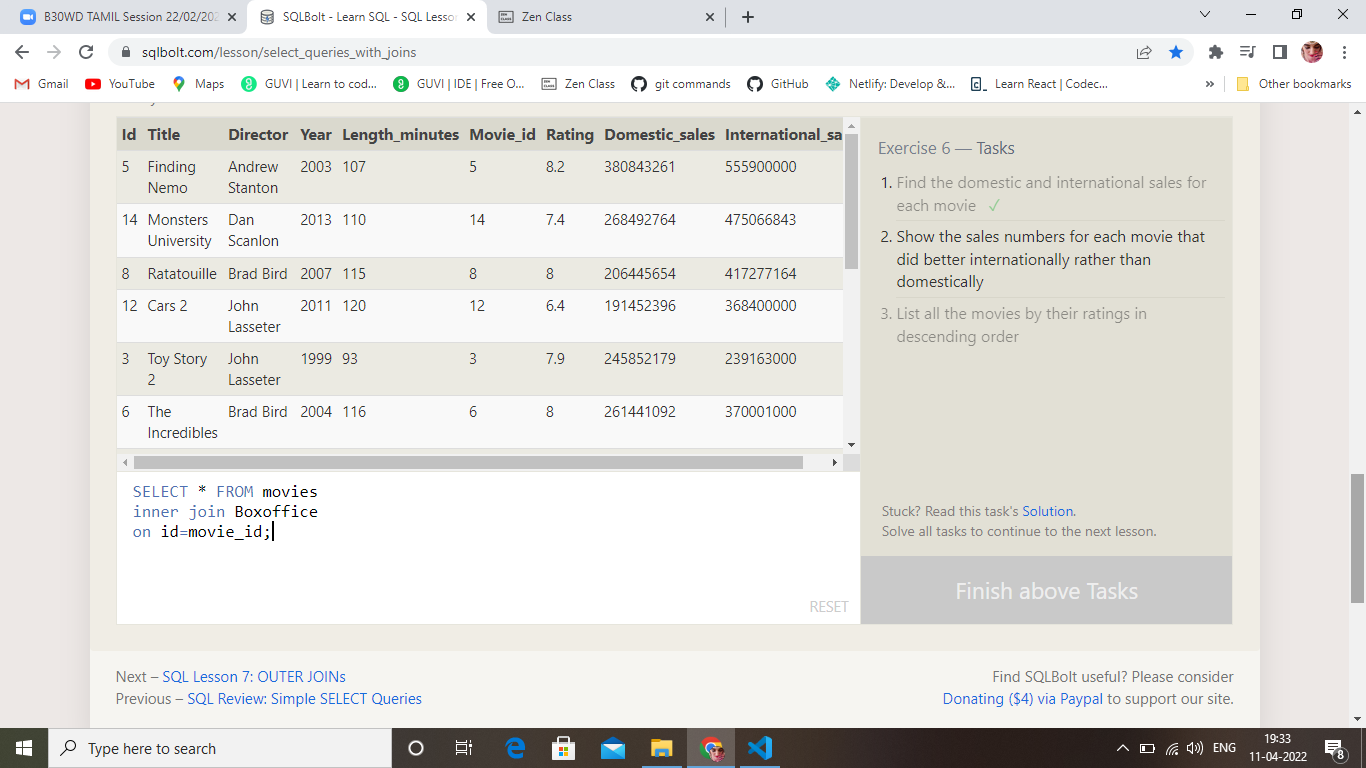 B30WD TAMIL Session 22/02/202
SQLBolt - Learn SQL - SQL Lesson
Zen Class
sqlbolt.com/lesson/select_queries_with_joins
Gmail YouTube Maps GUVI | Learn to cod... GUVI | IDE | Free O... Zen Class git commands GitHub Netlify: Develop &... Learn React | Codec... » Other bookmarks
Id Title Director Year Length_minutes Movie_id Rating Domestic_sales International_sa
5 Finding Andrew 2003 107 5 8.2 380843261 555900000
Nemo Stanton
14 Monsters Dan 2013 110 14 7.4 268492764 475066843
University Scanlon
8 Ratatouille Brad Bird 2007 115 8 8 206445654 417277164
12 Cars 2 John 2011 120 12 6.4 191452396 368400000
Lasseter
3 Toy Story John 1999 93 3 7.9 245852179 239163000
2 Lasseter
6 The Brad Bird 2004 116 6 8 261441092 370001000
Incredibles
SELECT * FROM movies
inner join Boxoffice
on id=movie_id;
RESET
Exercise 6 — Tasks
1. Find the domestic and international sales for
each movie ✓
2. Show the sales numbers for each movie that
did better internationally rather than
domestically
3. List all the movies by their ratings in
descending order
Stuck? Read this task's Solution.
Solve all tasks to continue to the next lesson.
Finish above Tasks
Next – SQL Lesson 7: OUTER JOINs
Previous – SQL Review: Simple SELECT Queries
Find SQLBolt useful? Please consider
Donating ($4) via Paypal to support our site.
Type here to search
ENG
19:33
11-04-2022
8